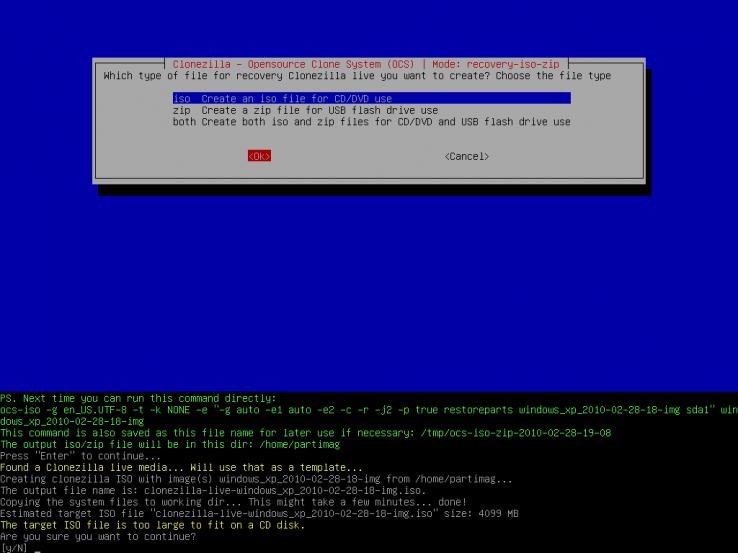 Clonezilla - Opensource Clone System (OCS) | Mode: recovery-iso-zip
Which type of file for recovery Clonezilla live you want to create? Choose the file type
iso Create an iso file for CD/DVD use
zip Create a zip file for USB flash drive use
both Create both iso and zip files for CD/DVD and USB flash drive use
<Ok> <Cancel>
PS. Next time you can run this command directly:
ocs-iso -g en_US.UTF-8 -t -k NONE -e "-g auto -e1 auto -e2 -c -r -j2 -p true restoreparts windows_xp_2010-02-28-18-img sda1" win
dows_xp_2010-02-28-18-img
This command is also saved as this file name for later use if necessary: /tmp/ocs-iso-zip-2010-02-28-19-08
The output iso/zip file will be in this dir: /home/partimag
Press "Enter" to continue...
Found a Clonezilla live media... Will use that as a template...
Creating clonezilla ISO with image(s) windows_xp_2010-02-28-18-img from /home/partimag...
The output file name is: clonezilla-live-windows_xp_2010-02-28-18-img.iso.
Copying the system files to working dir... This might take a few minutes... done!
Estimated target ISO file "clonezilla-live-windows_xp_2010-02-28-18-img.iso" size: 4099 MB
The target ISO file is too large to fit on a CD disk.
Are you sure you want to continue?
[y/N] _